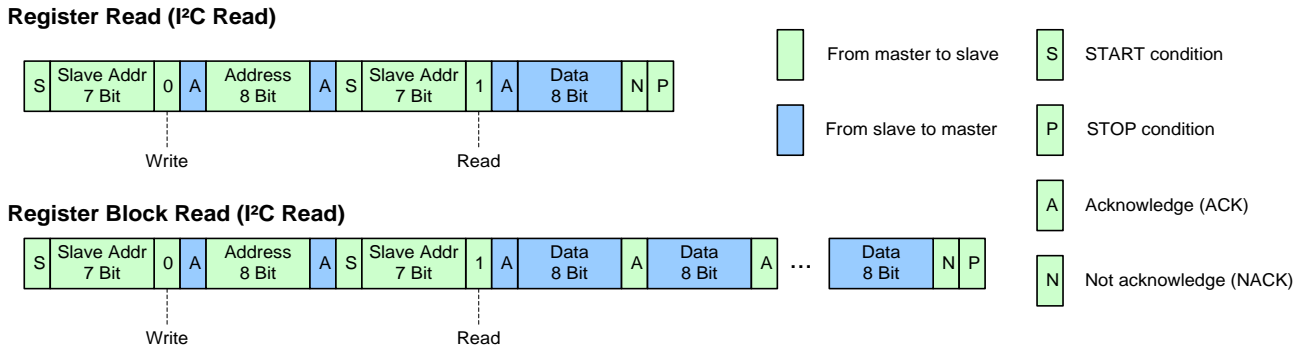 Register Read (I²C Read)
S Slave Addr 7 Bit 0 A Address 8 Bit A S Slave Addr 7 Bit 1 A Data 8 Bit N P
Write Read
Register Block Read (I²C Read)
S Slave Addr 7 Bit 0 A Address 8 Bit A S Slave Addr 7 Bit 1 A Data 8 Bit A Data 8 Bit A ... Data 8 Bit N P
Write Read
From master to slave
From slave to master
S START condition
P STOP condition
A Acknowledge (ACK)
N Not acknowledge (NACK)